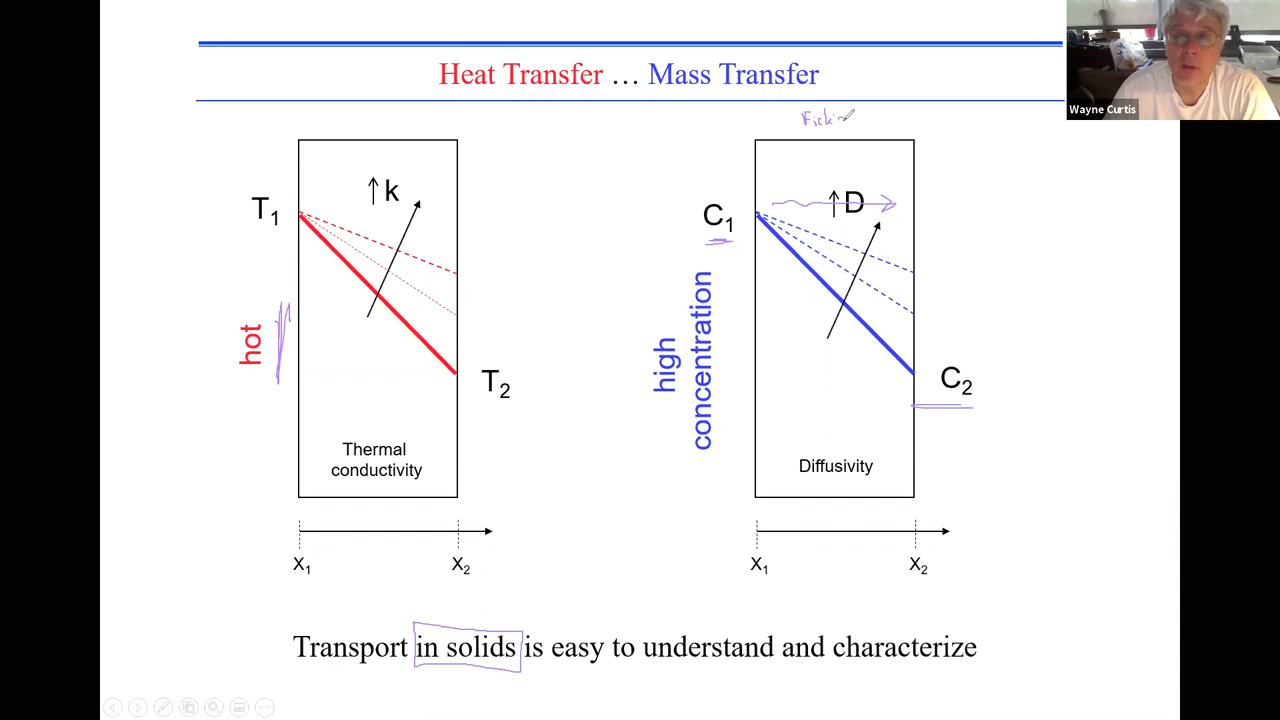 Heat Transfer … Mass Transfer
Wayne Curtis
Fick
T1
↑k
hot
T2
Thermal
conductivity
X1
X2
C1
↑D
high
concentration
C2
Diffusivity
X1
X2
Transport in solids is easy to understand and characterize